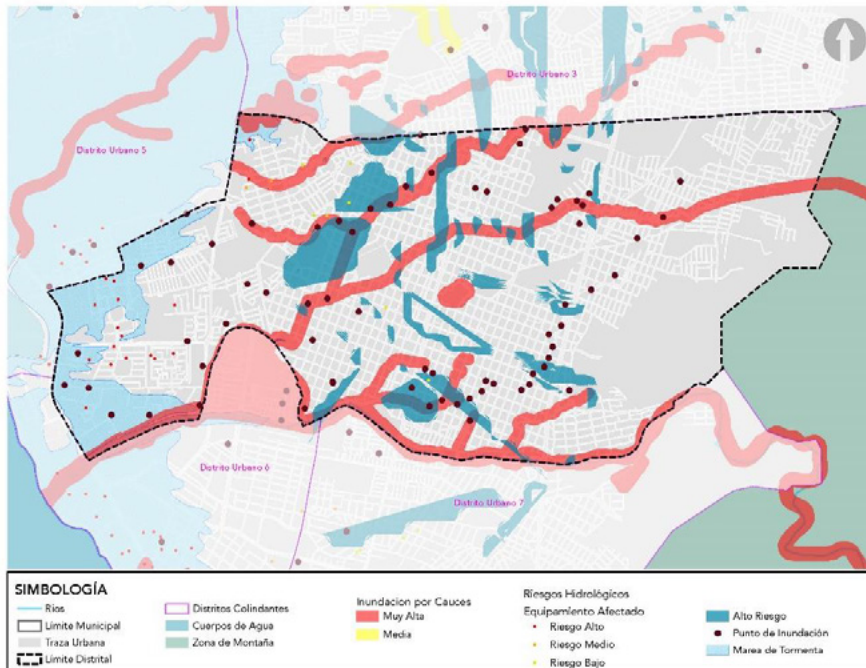 Distrito Urbano 3
Distrito Urbano 5
Distrito Urbano 6
Distrito Urbano 7
SIMBOLOGÍA
Ríos
Límite Municipal
Traza Urbana
Límite Distrital
Distritos Colindantes
Cuerpos de Agua
Zona de Montaña
Inundacion por Cauces
Muy Alta
Media
Riesgos Hidrológicos
Equipamiento Afectado
Riesgo Alto
Riesgo Medio
Riesgo Bajo
Alto Riesgo
Punto de Inundación
Marea de Tormenta